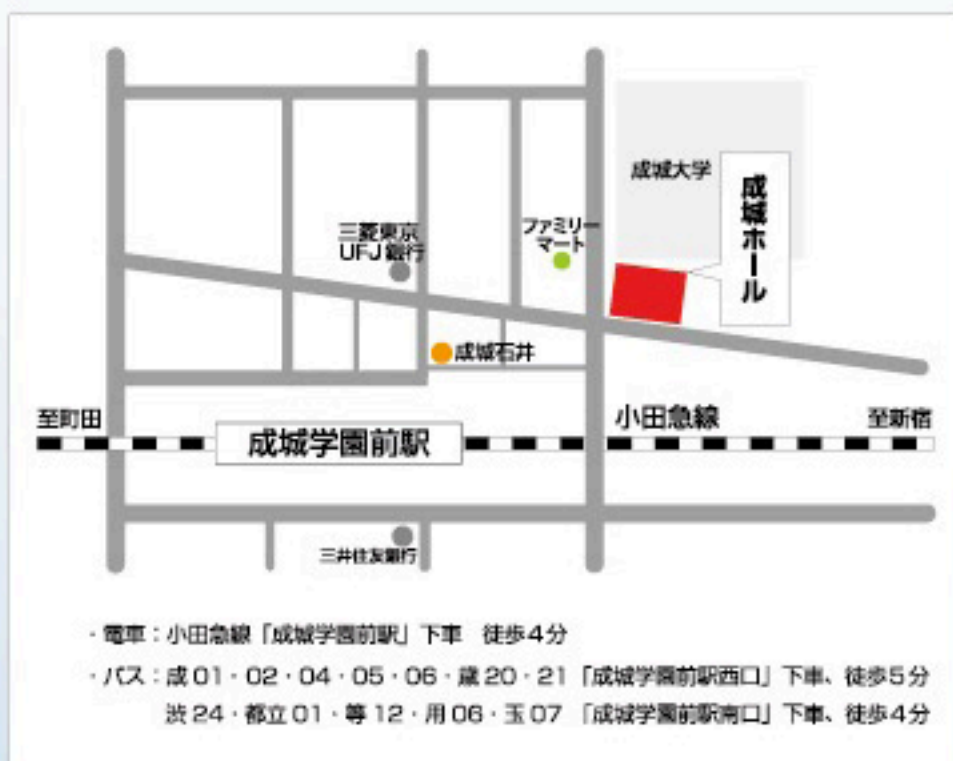 成城大学
成城ホール
三菱東京
UFJ銀行
ファミリー
マート
成城石井
至町田
小田急線
至新宿
成城学園前駅
三井住友銀行
・電車：小田急線「成城学園前駅」下車　徒歩4分
・バス：成01・02・04・05・06・歳20・21「成城学園前駅西口」下車、徒歩5分
渋24・都立01・等12・用06・玉07「成城学園前駅南口」下車、徒歩4分